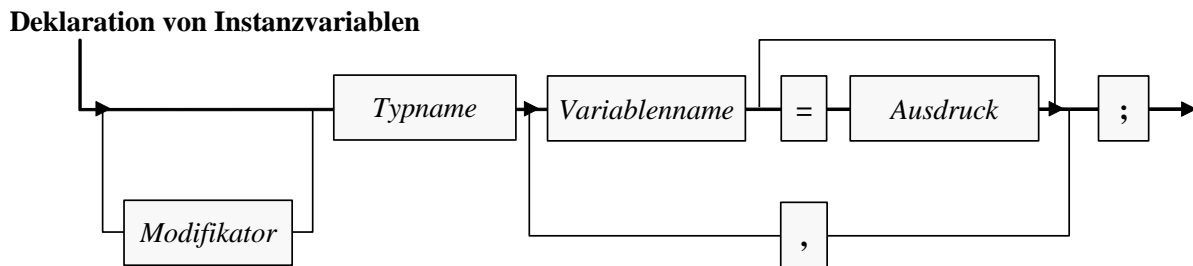 Deklaration von Instanzvariablen
Typname Variablenname = Ausdruck ;
Modifikator ,